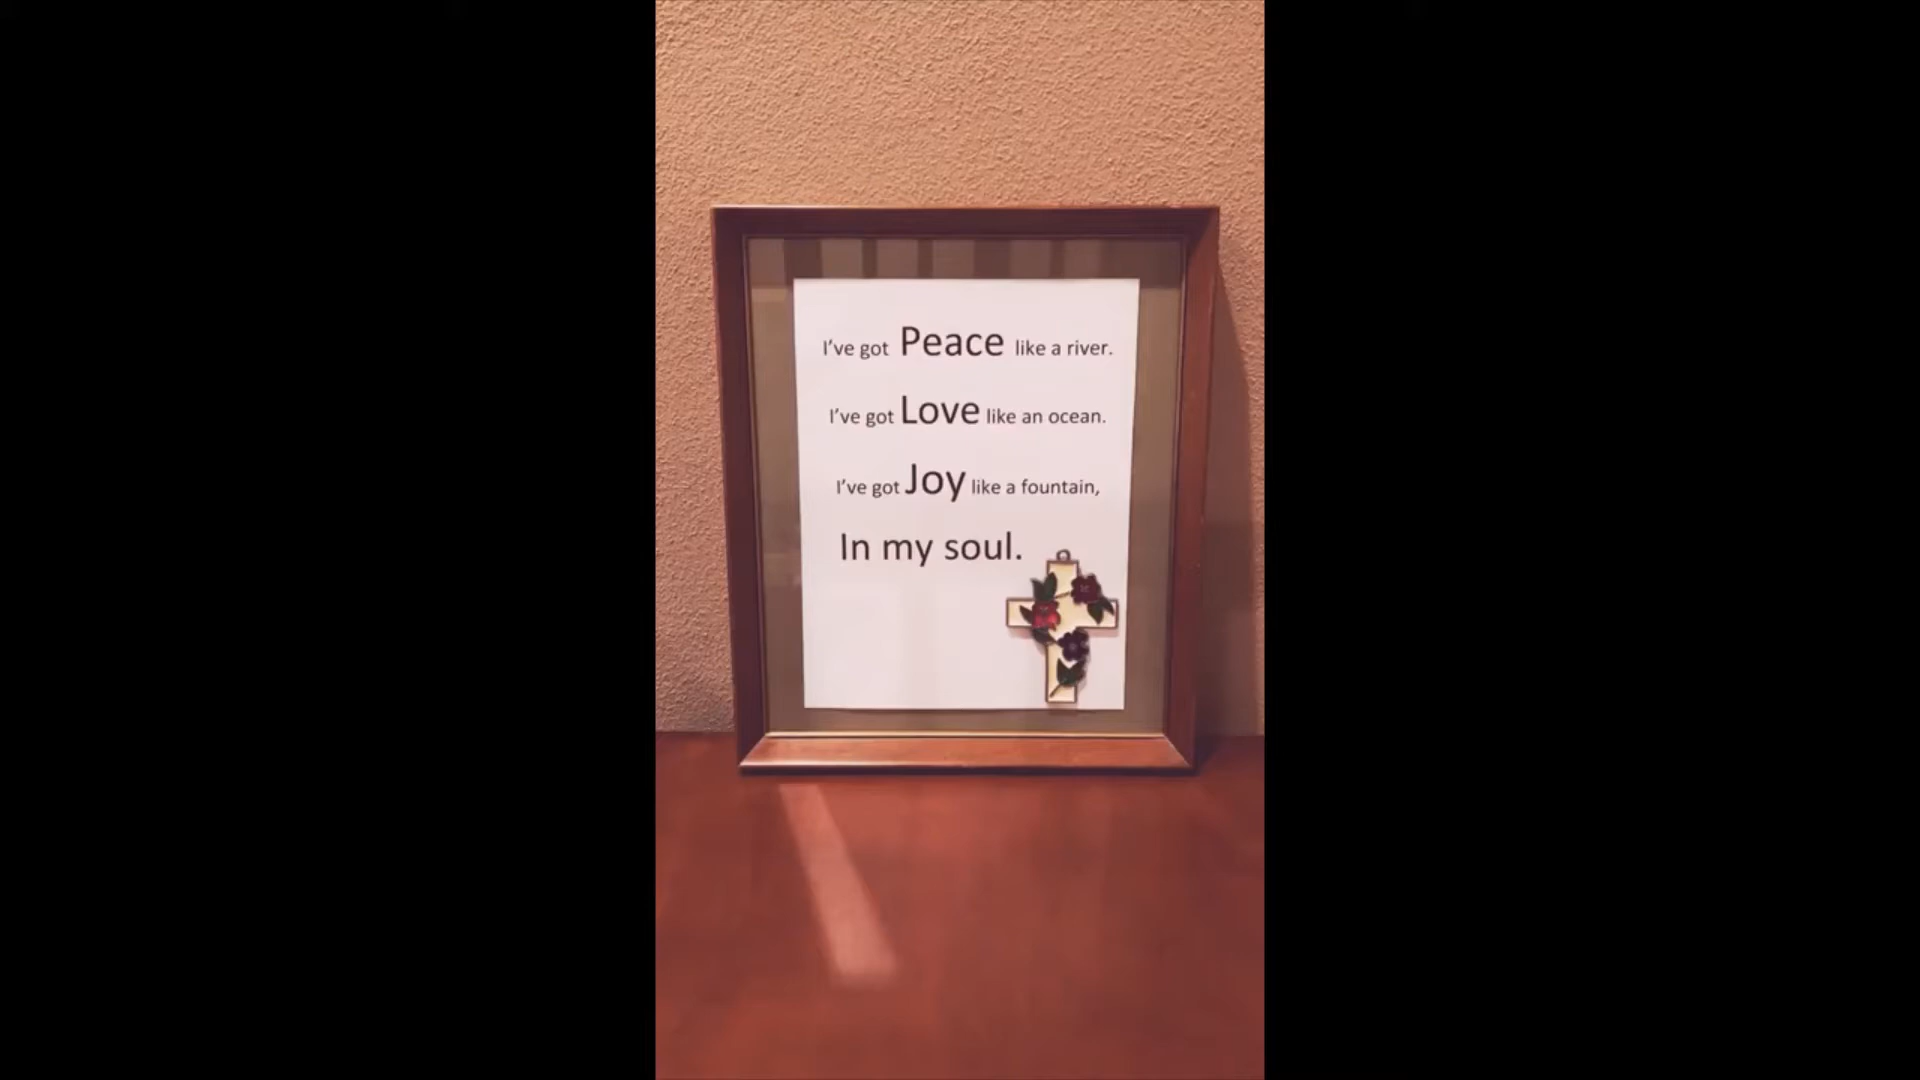 I've got Peace like a river.
I've got Love like an ocean.
I've got Joy like a fountain,
In my soul.